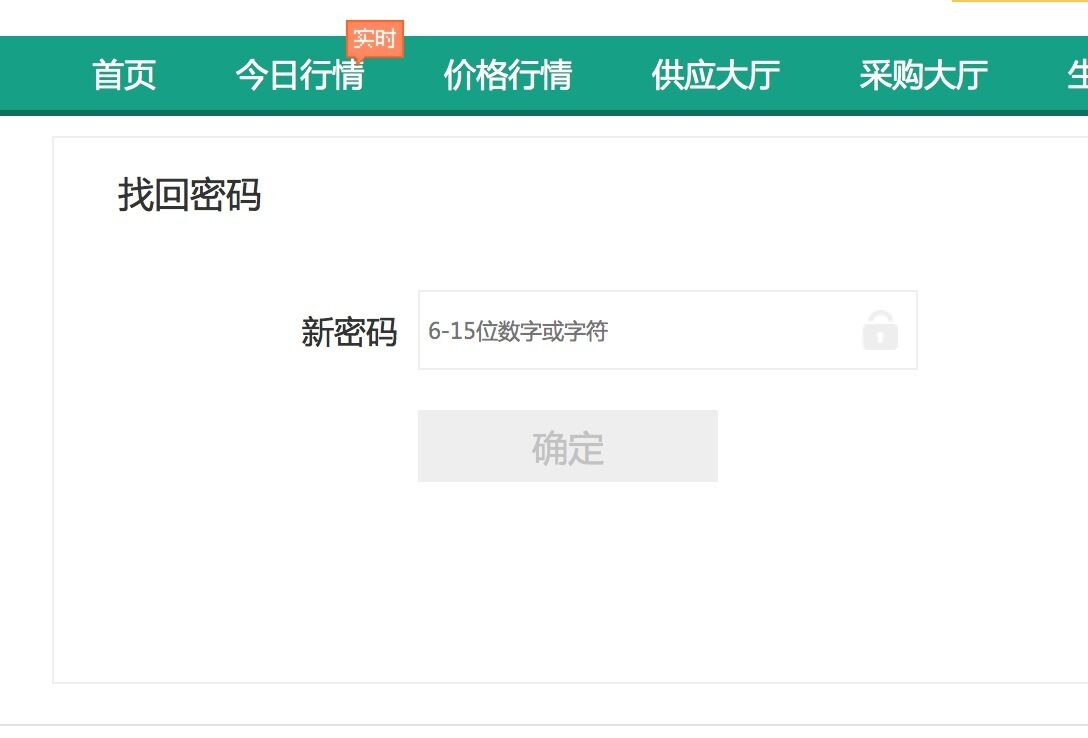 实时
首页 今日行情 价格行情 供应大厅 采购大厅
找回密码
新密码 6-15位数字或字符
确定